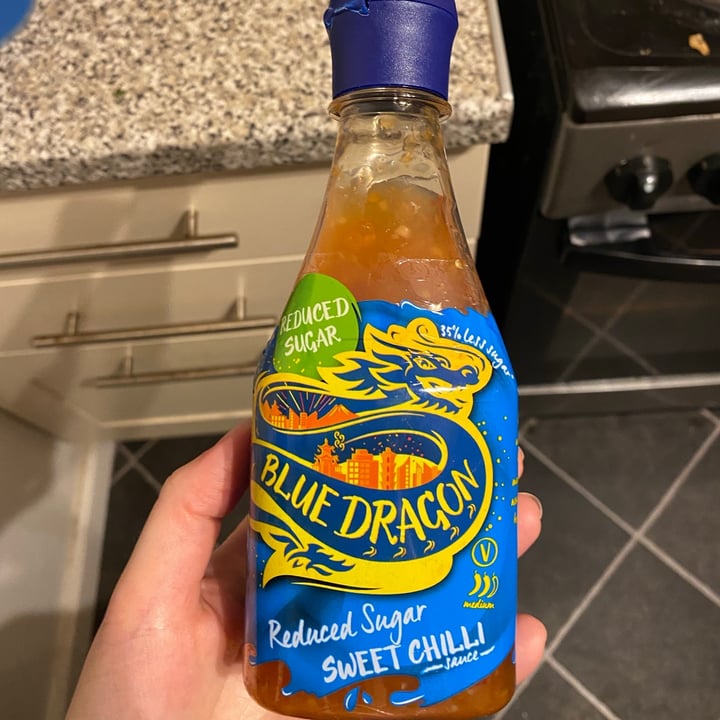 REDUCED
SUGAR
35% less sugar*
BLUE DRAGON
V
medium
Reduced Sugar
SWEET CHILLI
sauce